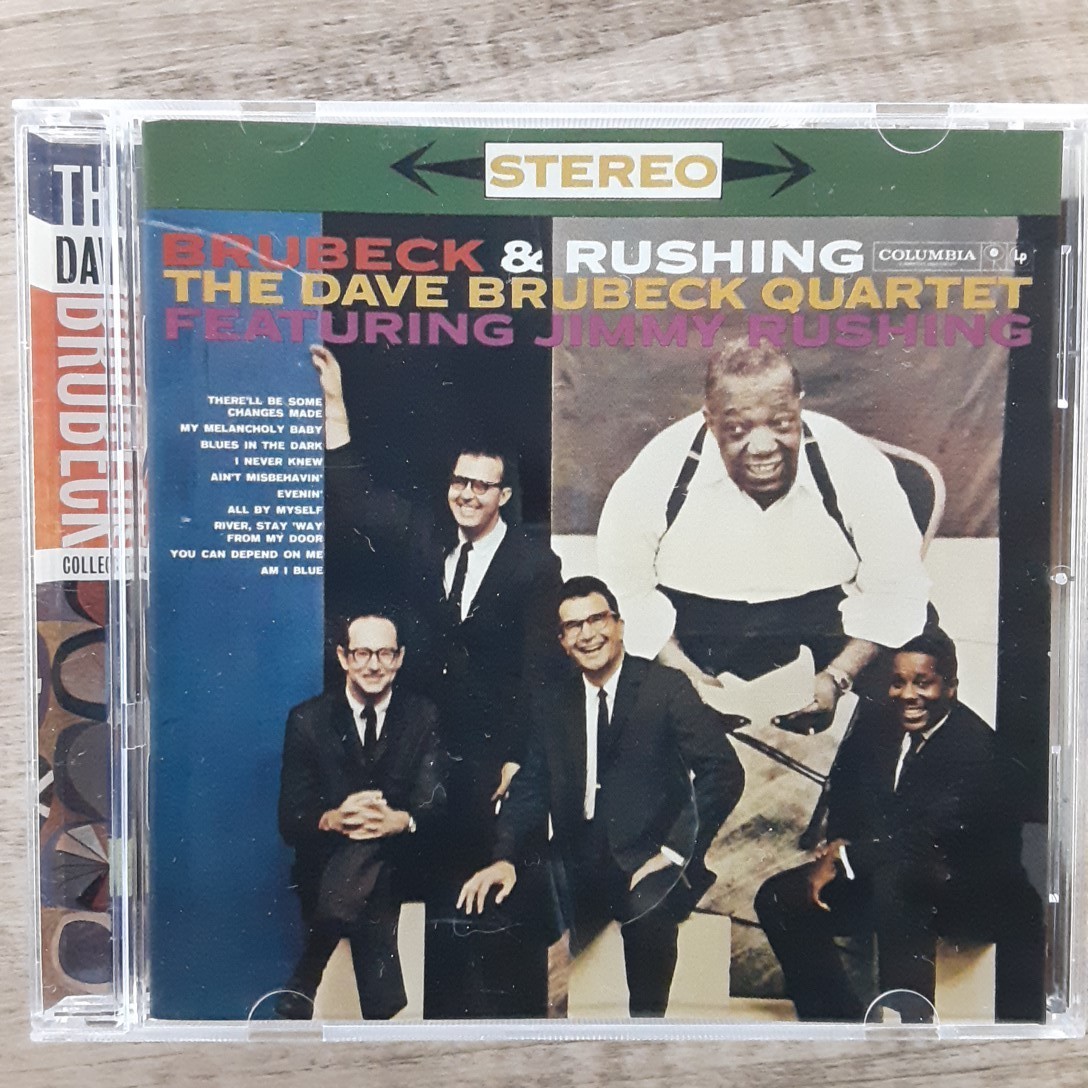 STEREO
BRUBECK & RUSHING
COLUMBIA Lp
THE DAVE BRUBECK QUARTET
FEATURING JIMMY RUSHING
THERE'LL BE SOME
CHANGES MADE
MY MELANCHOLY BABY
BLUES IN THE DARK
I NEVER KNEW
AIN'T MISBEHAVIN'
EVENIN'
ALL BY MYSELF
RIVER, STAY 'WAY
FROM MY DOOR
YOU CAN DEPEND ON ME
AM I BLUE